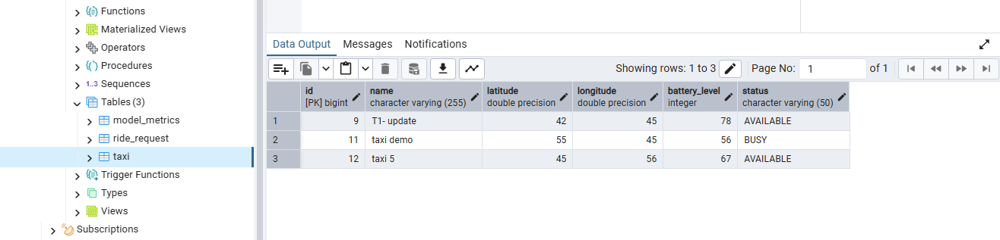 Functions
Materialized Views
Operators
Procedures
1..3 Sequences
Tables (3)
model_metrics
ride_request
taxi
Trigger Functions
Types
Views
Subscriptions
Data Output Messages Notifications
Showing rows: 1 to 3 Page No: 1 of 1
id name latitude longitude battery_level status
[PK] bigint character varying (255) double precision double precision integer character varying (50)
1 9 T1- update 42 45 78 AVAILABLE
2 11 taxi demo 55 45 56 BUSY
3 12 taxi 5 45 56 67 AVAILABLE